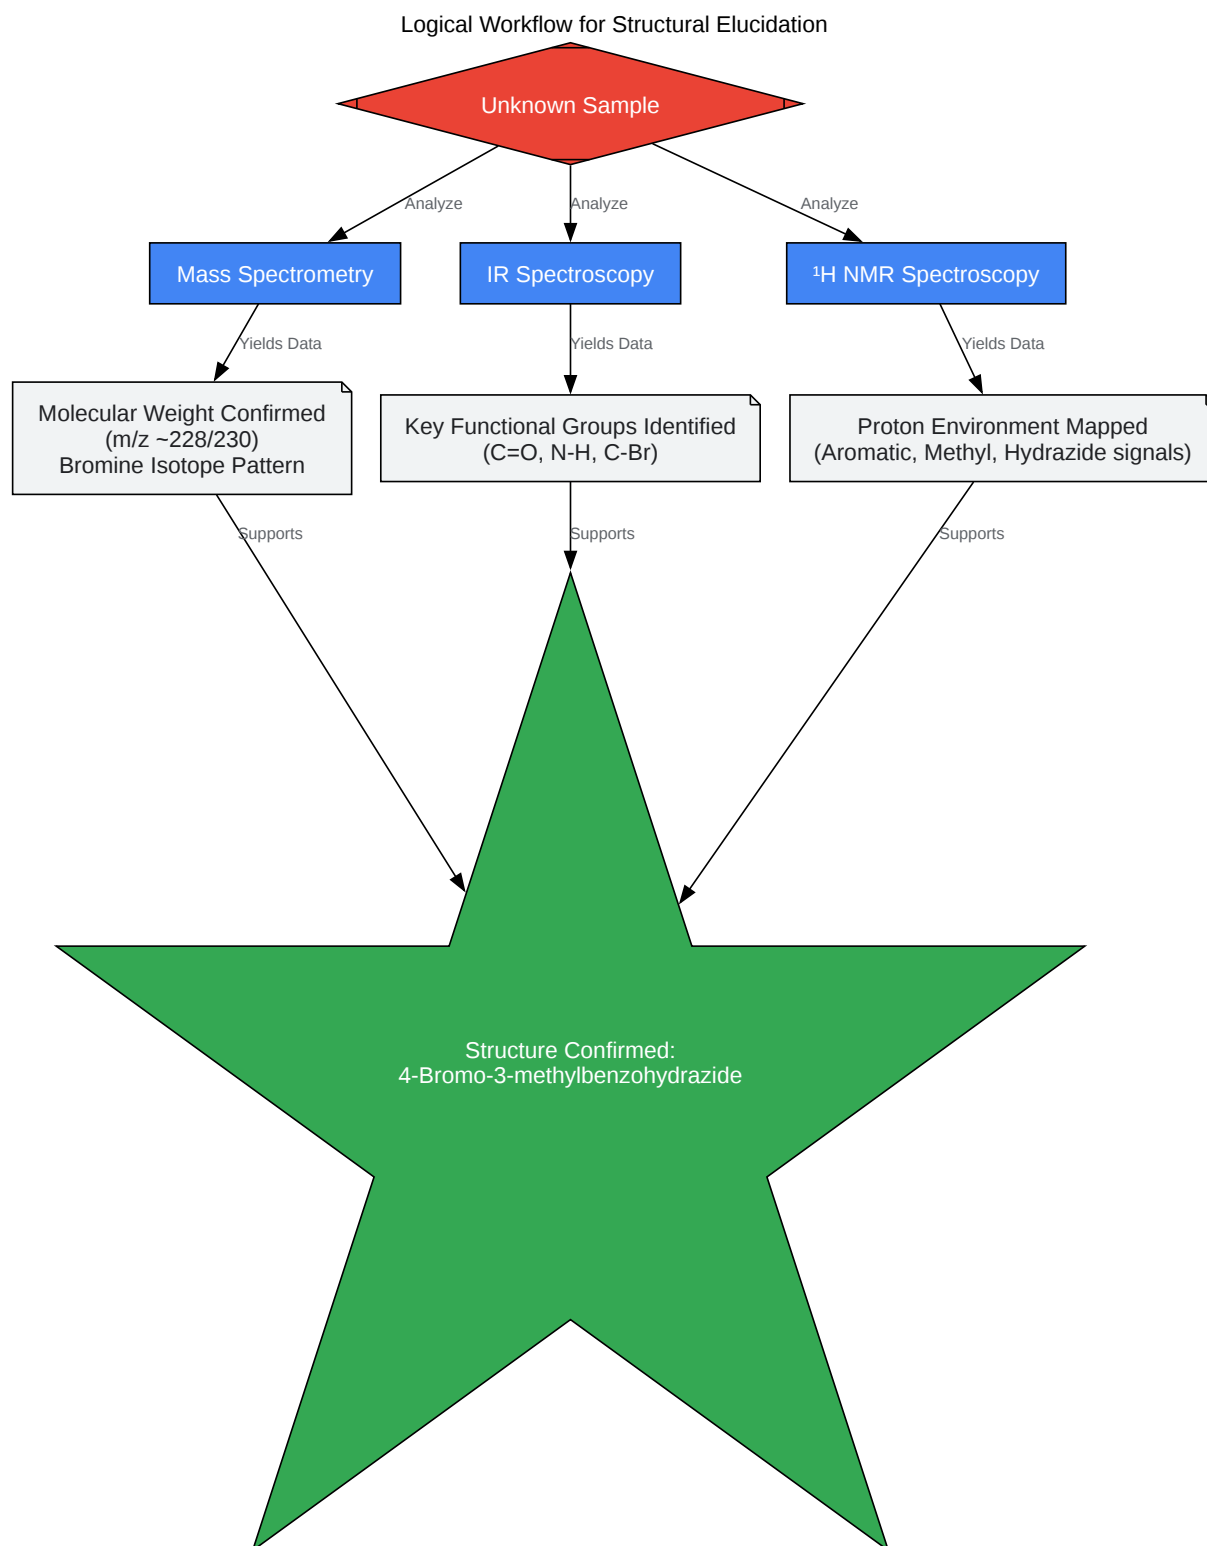 Logical Workflow for Structural Elucidation
Unknown Sample
Analyze
Analyze
Analyze
Mass Spectrometry
IR Spectroscopy
¹H NMR Spectroscopy
Yields Data
Yields Data
Yields Data
Molecular Weight Confirmed
(m/z ~228/230)
Bromine Isotope Pattern
Key Functional Groups Identified
(C=O, N-H, C-Br)
Proton Environment Mapped
(Aromatic, Methyl, Hydrazide signals)
Supports
Supports
Supports
Structure Confirmed:
4-Bromo-3-methylbenzohydrazide